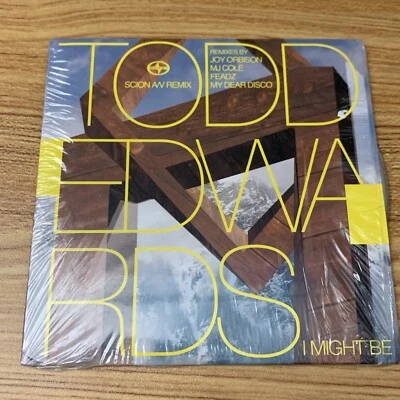 TODD
SCION A/V REMIX
REMIXES BY
JOY ORBISON
MJ COLE
FEADZ
MY DEAR DISCO
EDWA
RDS
I MIGHT BE